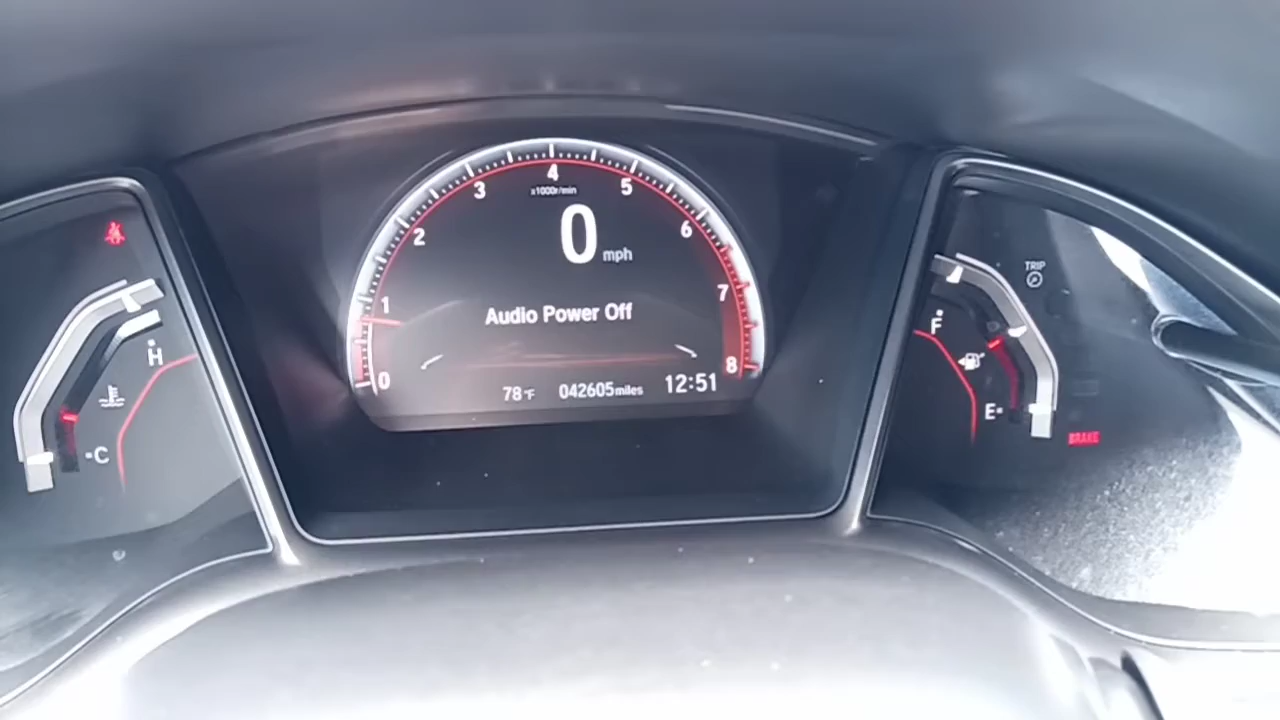 4
3
5
x1000r/min
2
0 mph
6
1
7
Audio Power Off
0
8
78°F 042605miles 12:51
H
C
TRIP
F
E
BRAKE